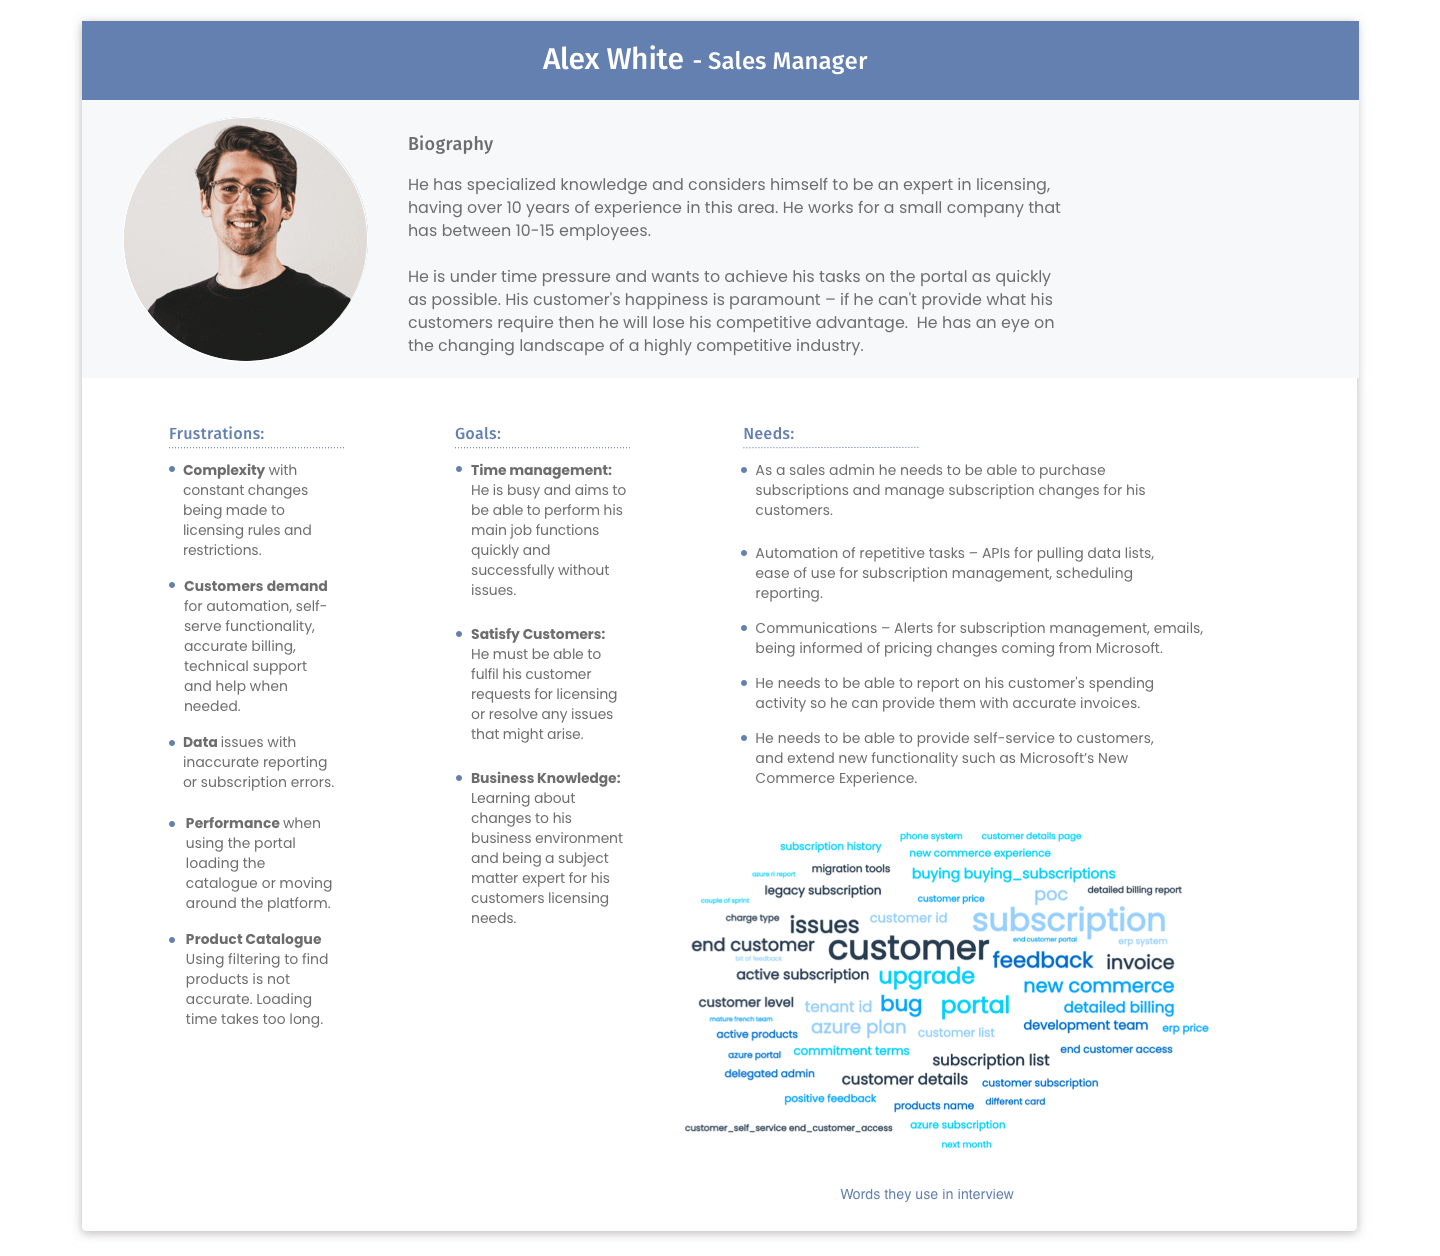 Alex White - Sales Manager
Biography
He has specialized knowledge and considers himself to be an expert in licensing,
having over 10 years of experience in this area. He works for a small company that
has between 10-15 employees.
He is under time pressure and wants to achieve his tasks on the portal as quickly
as possible. His customer's happiness is paramount – if he can't provide what his
customers require then he will lose his competitive advantage.  He has an eye on
the changing landscape of a highly competitive industry.
Frustrations:
Complexity with
constant changes
being made to
licensing rules and
restrictions.
Customers demand
for automation, self-
serve functionality,
accurate billing,
technical support
and help when
needed.
Data issues with
inaccurate reporting
or subscription errors.
Performance when
using the portal
loading the
catalogue or moving
around the platform.
Product Catalogue
Using filtering to find
products is not
accurate. Loading
time takes too long.
Goals:
Time management:
He is busy and aims to
be able to perform his
main job functions
quickly and
successfully without
issues.
Satisfy Customers:
He must be able to
fulfil his customer
requests for licensing
or resolve any issues
that might arise.
Business Knowledge:
Learning about
changes to his
business environment
and being a subject
matter expert for his
customers licensing
needs.
Needs:
As a sales admin he needs to be able to purchase
subscriptions and manage subscription changes for his
customers.
Automation of repetitive tasks – APIs for pulling data lists,
ease of use for subscription management, scheduling
reporting.
Communications – Alerts for subscription management, emails,
being informed of pricing changes coming from Microsoft.
He needs to be able to report on his customer's spending
activity so he can provide them with accurate invoices.
He needs to be able to provide self-service to customers,
and extend new functionality such as Microsoft’s New
Commerce Experience.
phone system
customer details page
subscription history
new commerce experience
migration tools
azure ri report
buying buying_subscriptions
legacy subscription
poc
detailed billing report
couple of sprint
customer price
charge type
issues
customer id
subscription
end customer
customer
end customer portal
erp system
bit of feedback
feedback
invoice
active subscription
upgrade
new commerce
customer level
tenant id
bug
portal
detailed billing
mature french team
azure plan
development team
erp price
active products
customer list
azure portal
commitment terms
subscription list
end customer access
delegated admin
customer details
customer subscription
positive feedback
products name
different card
customer_self_service end_customer_access
azure subscription
next month
Words they use in interview